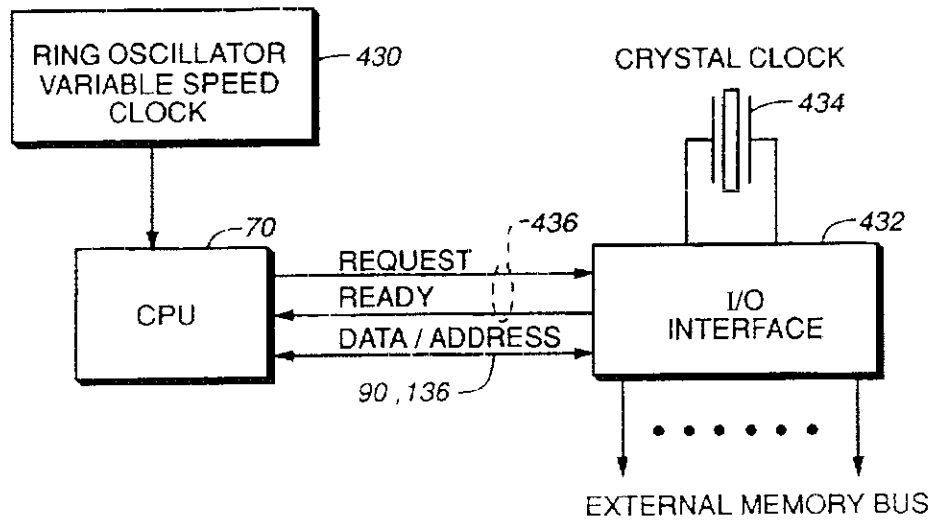 RING OSCILLATOR
VARIABLE SPEED
CLOCK
430
CRYSTAL CLOCK
434
70
436
432
CPU
REQUEST
READY
DATA / ADDRESS
90, 136
I/O
INTERFACE
EXTERNAL MEMORY BUS